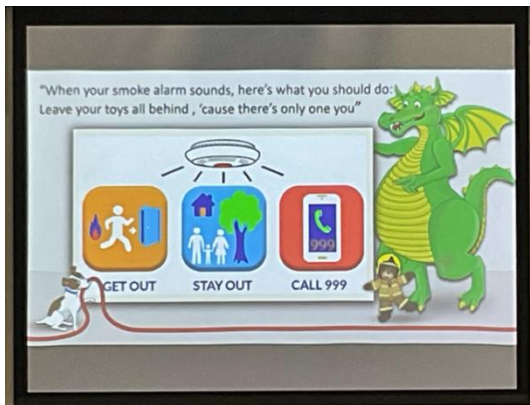 "When your smoke alarm sounds, here's what you should do:
Leave your toys all behind , 'cause there's only one you"
999
GET OUT
STAY OUT
CALL 999